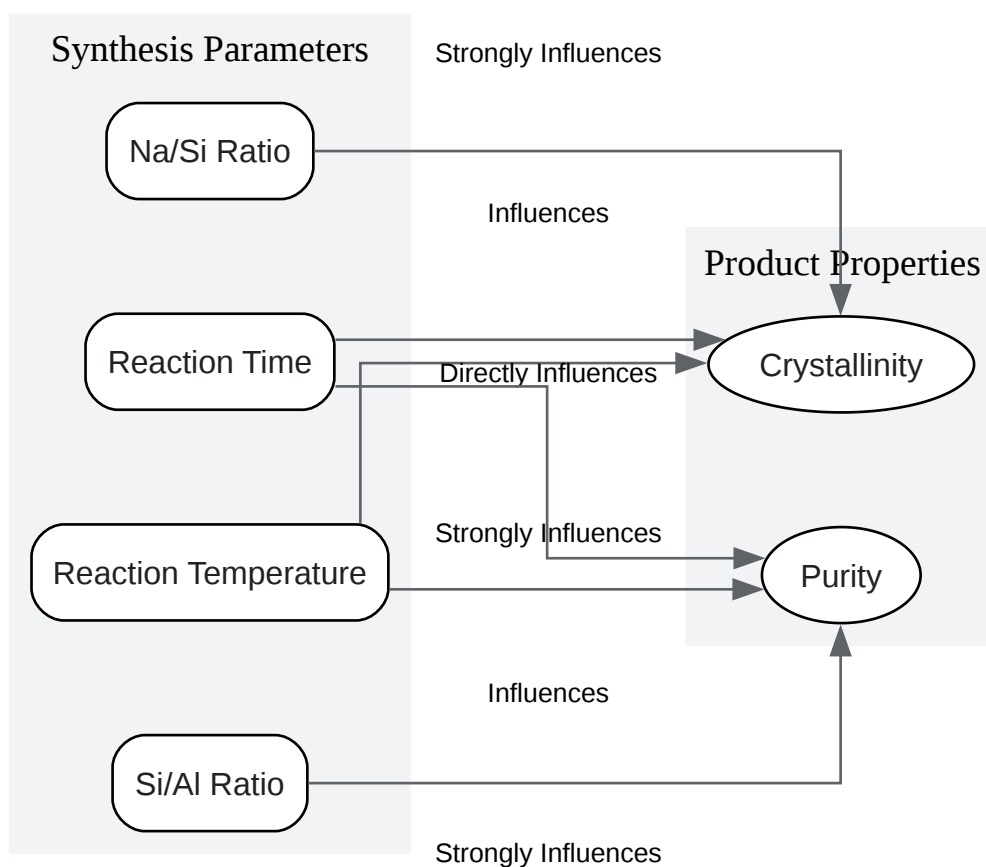 Synthesis Parameters
Strongly Influences
Na/Si Ratio
Influences
Product Properties
Reaction Time
Directly Influences
Crystallinity
Strongly Influences
Reaction Temperature
Purity
Influences
Si/Al Ratio
Strongly Influences